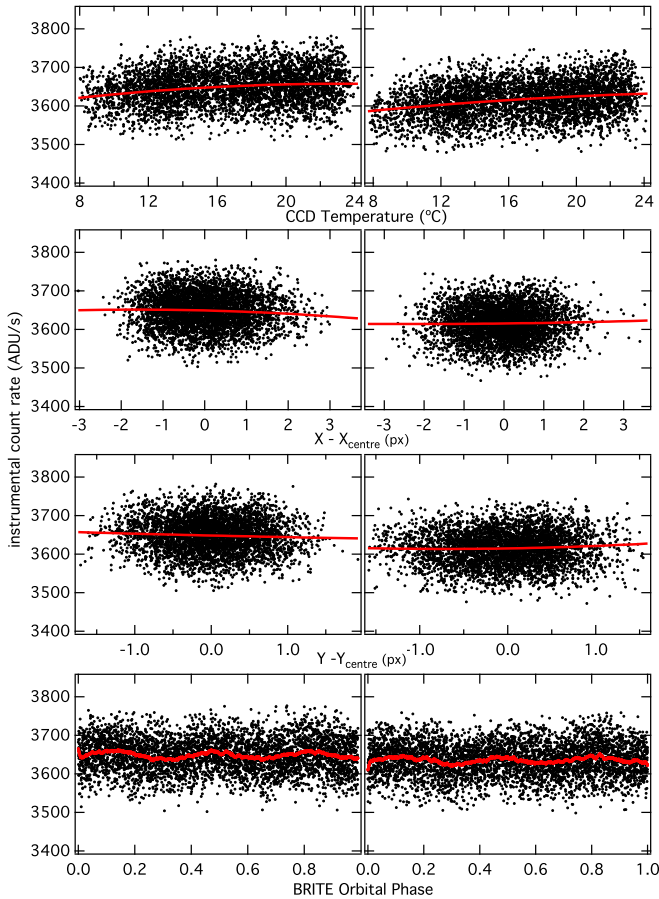 instrumental count rate (ADU/s)
3800
3700
3600
3500
3400
8 12 16 20 24 8 12 16 20 24
CCD Temperature (ºC)
3800
3700
3600
3500
3400
-3 -2 -1 0 1 2 3 -3 -2 -1 0 1 2 3
X - Xcentre (px)
3800
3700
3600
3500
3400
-1.0 0.0 1.0 -1.0 0.0 1.0
Y -Ycentre (px)
3800
3700
3600
3500
3400
0.0 0.2 0.4 0.6 0.8 0.0 0.2 0.4 0.6 0.8 1.0
BRITE Orbital Phase